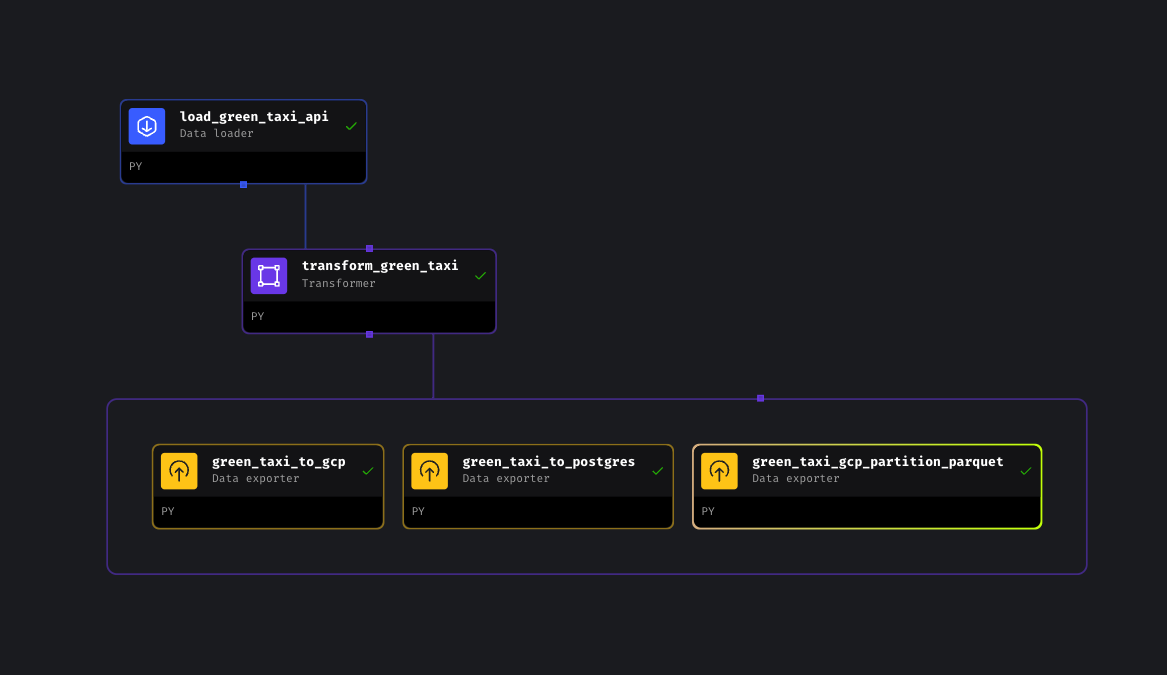 load_green_taxi_api
Data loader
PY
transform_green_taxi
Transformer
PY
green_taxi_to_gcp
Data exporter
PY
green_taxi_to_postgres
Data exporter
PY
green_taxi_gcp_partition_parquet
Data exporter
PY